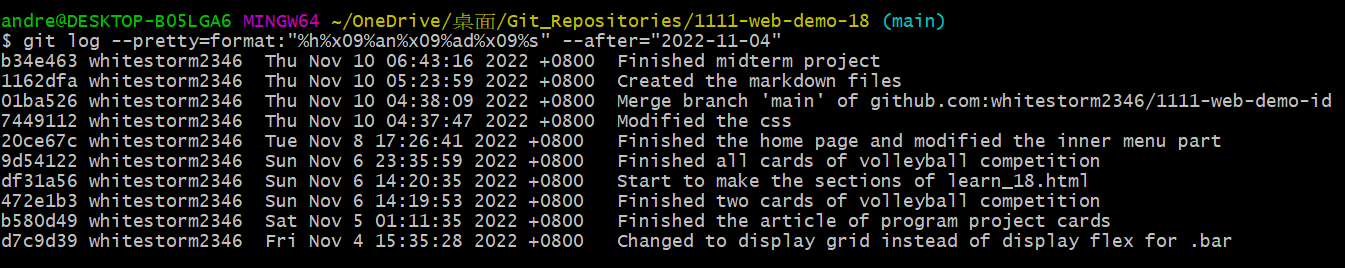 andre@DESKTOP-BO5LGA6 MINGW64 ~/OneDrive/桌面/Git_Repositories/1111-web-demo-18 (main)
$ git log --pretty=format:"%h%x09%an%x09%ad%x09%s" --after="2022-11-04"
b34e463 whitestorm2346  Thu Nov 10 06:43:16 2022 +0800  Finished midterm project
1162dfa whitestorm2346  Thu Nov 10 05:23:59 2022 +0800  Created the markdown files
01ba526 whitestorm2346  Thu Nov 10 04:38:09 2022 +0800  Merge branch 'main' of github.com:whitestorm2346/1111-web-demo-id
7449112 whitestorm2346  Thu Nov 10 04:37:47 2022 +0800  Modified the css
20ce67c whitestorm2346  Tue Nov 8 17:26:41 2022 +0800   Finished the home page and modified the inner menu part
9d54122 whitestorm2346  Sun Nov 6 23:35:59 2022 +0800   Finished all cards of volleyball competition
df31a56 whitestorm2346  Sun Nov 6 14:20:35 2022 +0800   Start to make the sections of learn_18.html
472e1b3 whitestorm2346  Sun Nov 6 14:19:53 2022 +0800   Finished two cards of volleyball competition
b580d49 whitestorm2346  Sat Nov 5 01:11:35 2022 +0800   Finished the article of program project cards
d7c9d39 whitestorm2346  Fri Nov 4 15:35:28 2022 +0800   Changed to display grid instead of display flex for .bar